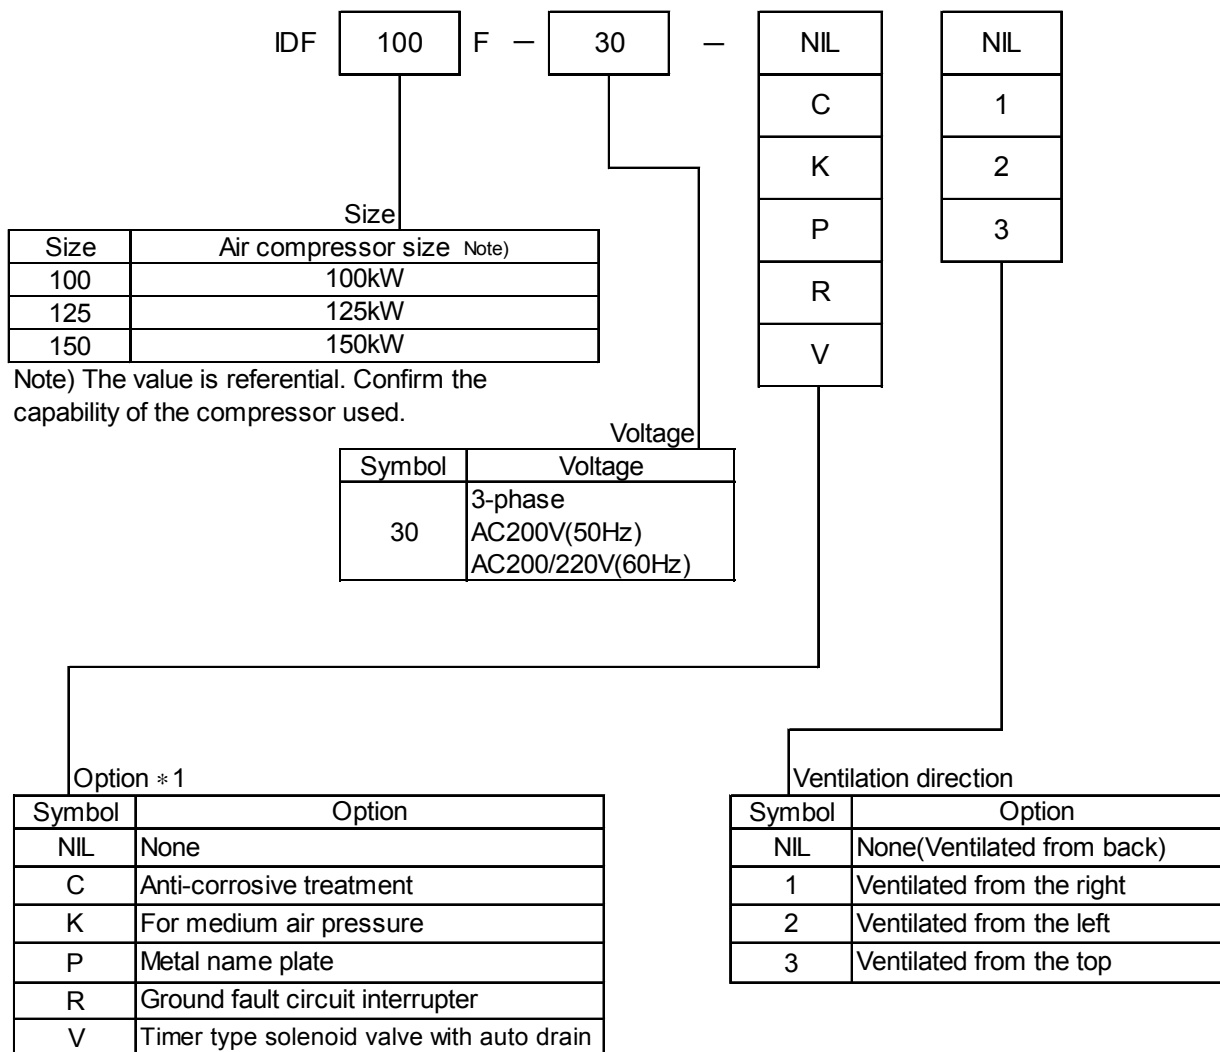 IDF 100 F － 30 － NIL NIL
C 1
K 2
P 3
R
V
Size
Size Air compressor size Note)
100 100kW
125 125kW
150 150kW
Note) The value is referential. Confirm the
capability of the compressor used.
Voltage
Symbol Voltage
30 3-phase
AC200V(50Hz)
AC200/220V(60Hz)
Option ＊1
Symbol Option
NIL None
C Anti-corrosive treatment
K For medium air pressure
P Metal name plate
R Ground fault circuit interrupter
V Timer type solenoid valve with auto drain
Ventilation direction
Symbol Option
NIL None(Ventilated from back)
1 Ventilated from the right
2 Ventilated from the left
3 Ventilated from the top